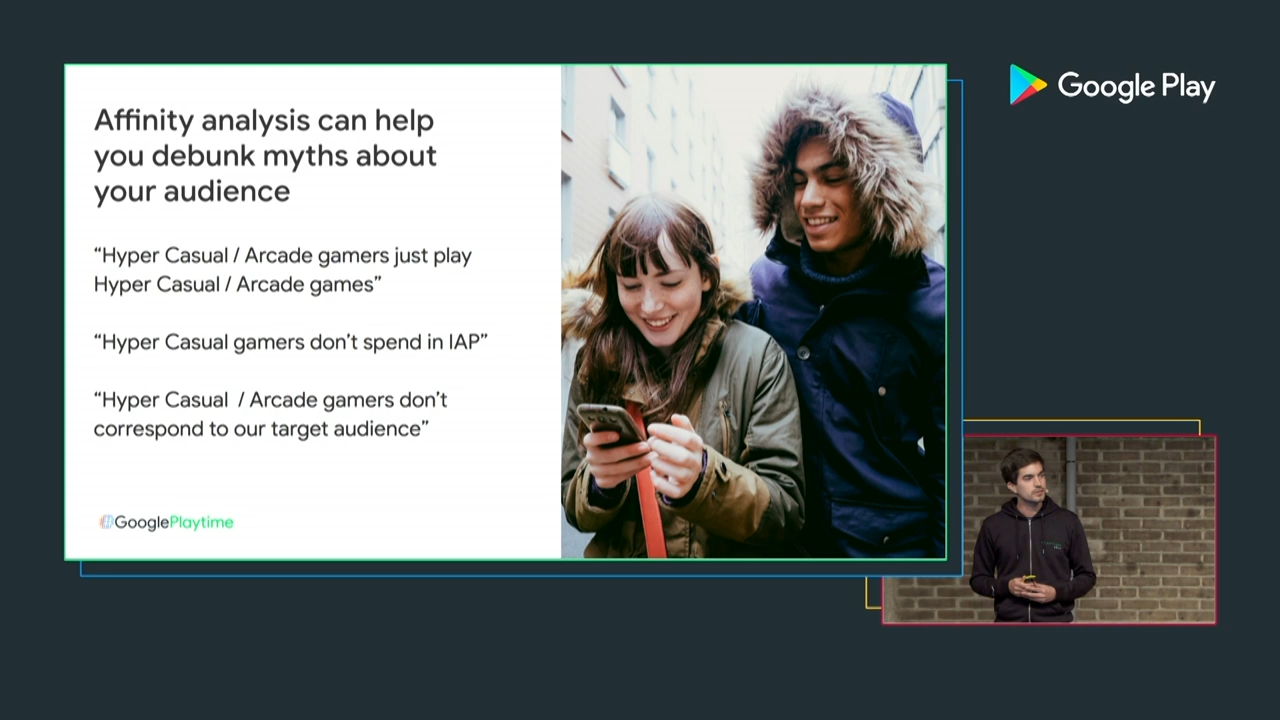 Affinity analysis can help
you debunk myths about
your audience
“Hyper Casual / Arcade gamers just play
Hyper Casual / Arcade games”
“Hyper Casual gamers don’t spend in IAP”
“Hyper Casual / Arcade gamers don’t
correspond to our target audience”
#GooglePlaytime
Google Play